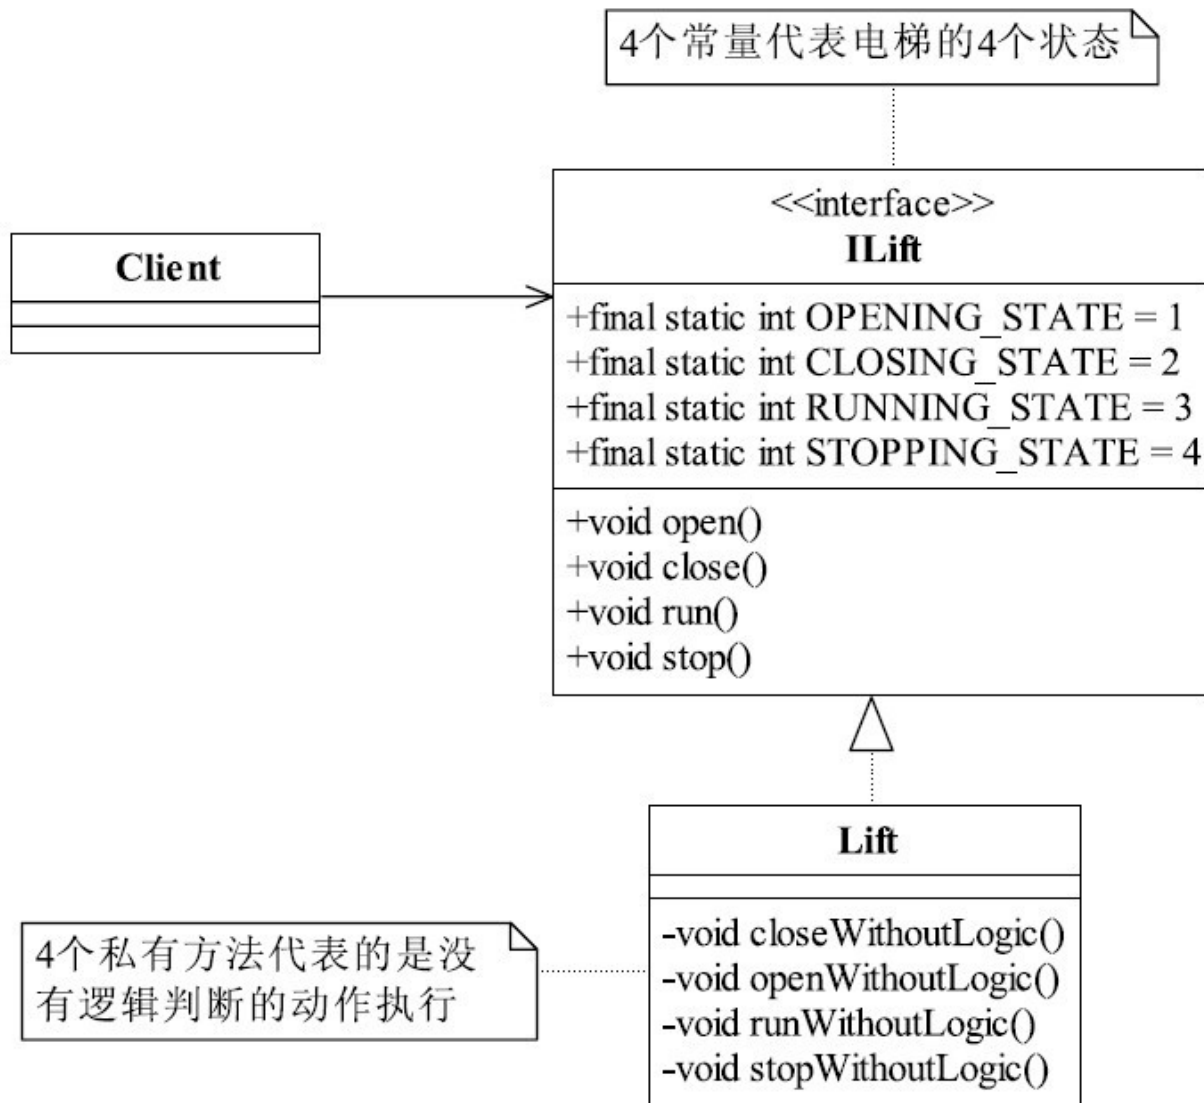 4个常量代表电梯的4个状态
<<interface>>
ILift
+final static int OPENING_STATE = 1
+final static int CLOSING_STATE = 2
+final static int RUNNING_STATE = 3
+final static int STOPPING_STATE = 4
+void open()
+void close()
+void run()
+void stop()
Client
Lift
-void closeWithoutLogic()
-void openWithoutLogic()
-void runWithoutLogic()
-void stopWithoutLogic()
4个私有方法代表的是没
有逻辑判断的动作执行